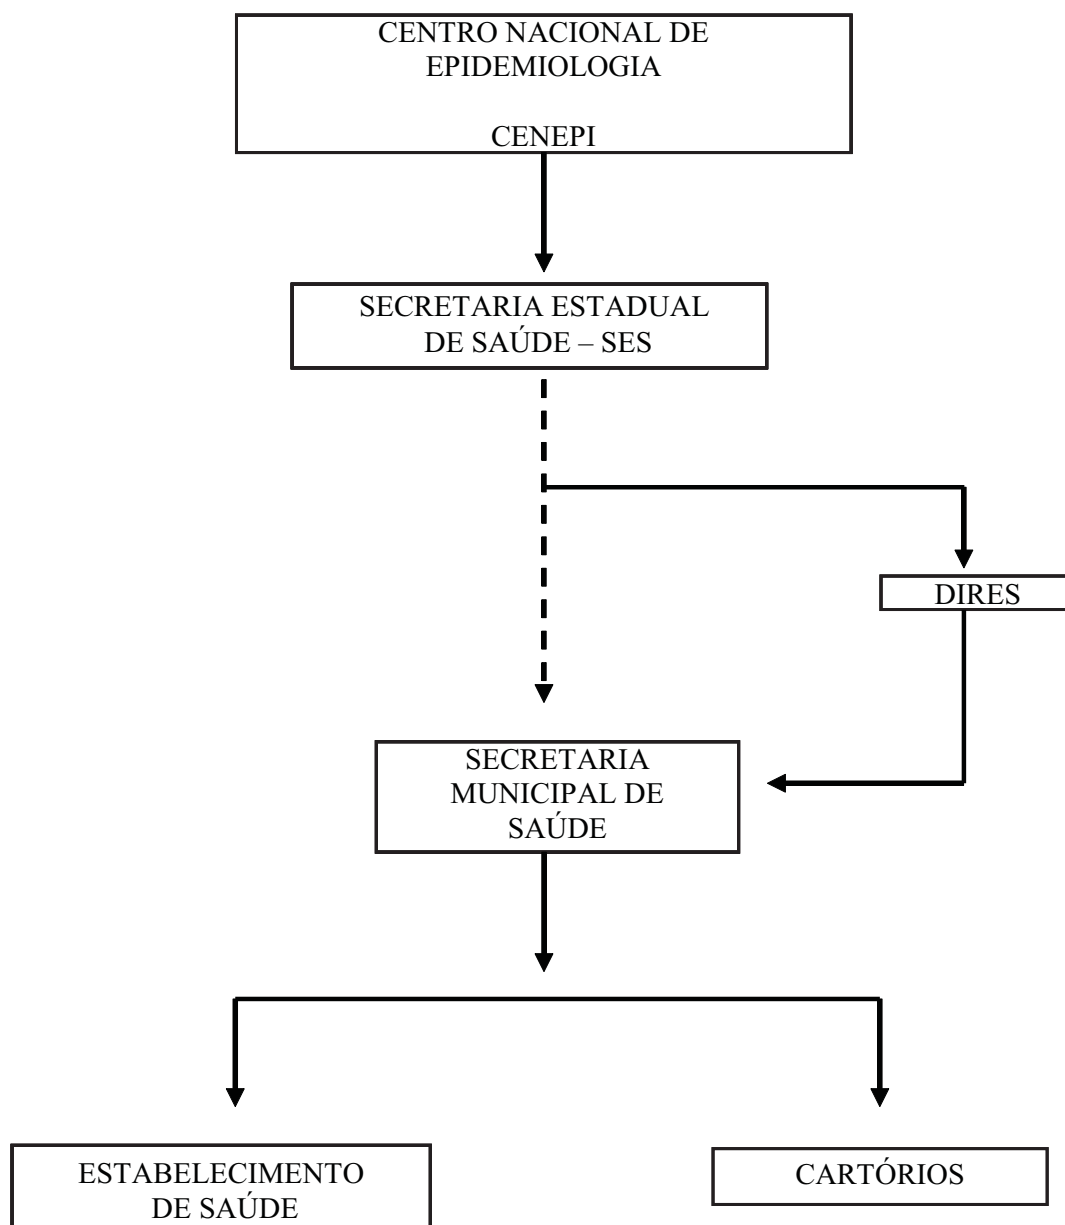 CENTRO NACIONAL DE
EPIDEMIOLOGIA
CENEPI
SECRETARIA ESTADUAL
DE SAÚDE – SES
DIRES
SECRETARIA
MUNICIPAL DE
SAÚDE
ESTABELECIMENTO
DE SAÚDE
CARTÓRIOS